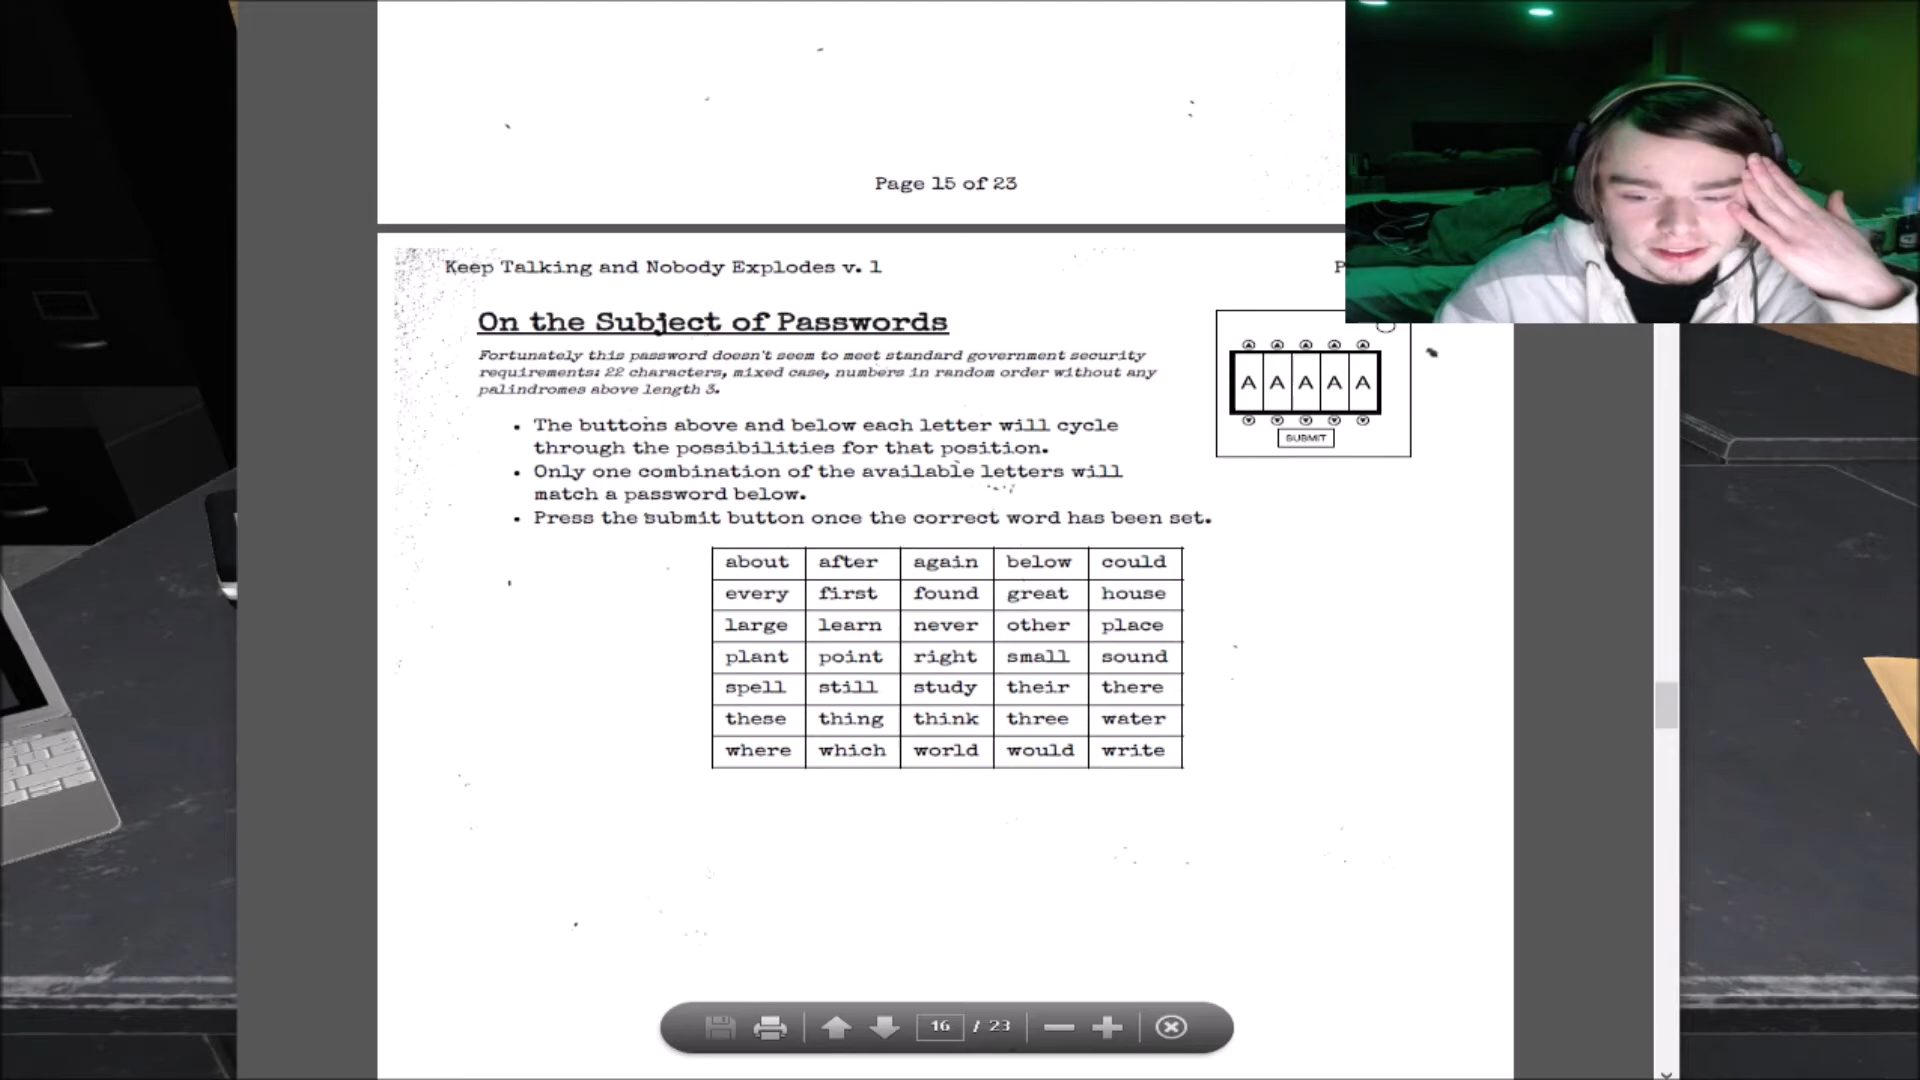 Page 15 of 23
Keep Talking and Nobody Explodes v. 1
On the Subject of Passwords
Fortunately this password doesn't seem to meet standard government security
requirements: 22 characters, mixed case, numbers in random order without any
palindromes above length 3.
• The buttons above and below each letter will cycle
through the possibilities for that position.
• Only one combination of the available letters will
match a password below.
• Press the submit button once the correct word has been set.
A A A A A
SUBMIT
about after again below could
every first found great house
large learn never other place
plant point right small sound
spell still study their there
these thing think three water
where which world would write
16 / 23